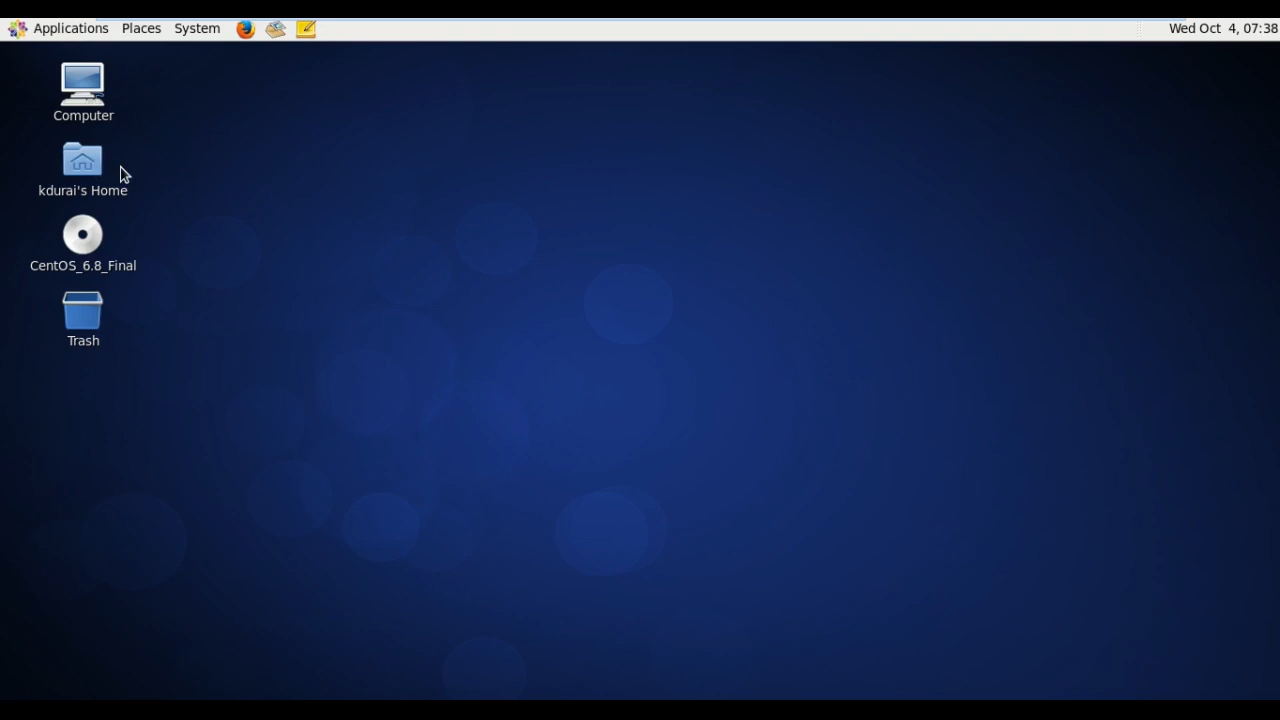 Applications Places System Wed Oct 4, 07:38
Computer
kdurai's Home
CentOS_6.8_Final
Trash